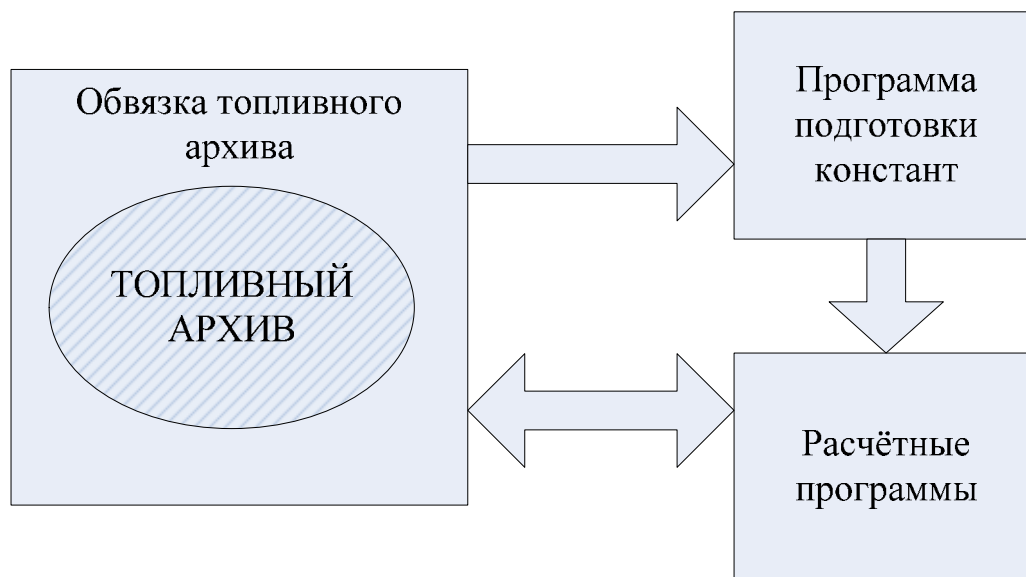 Обвязка топливного
архива
ТОПЛИВНЫЙ
АРХИВ
Программа
подготовки
констант
Расчётные
программы